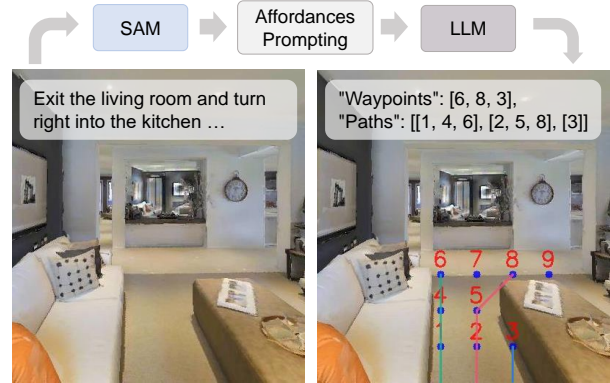 SAM
Affordances
Prompting
LLM
Exit the living room and turn
right into the kitchen …
"Waypoints": [6, 8, 3],
"Paths": [[1, 4, 6], [2, 5, 8], [3]]
6 7 8 9
4 5
1 2 3